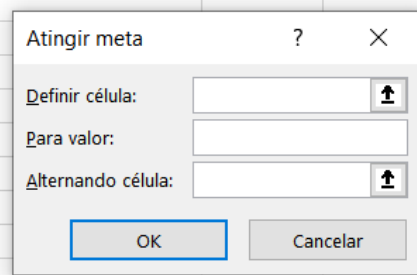 Atingir meta ?
Definir célula:
Para valor:
Alternando célula:
OK Cancelar